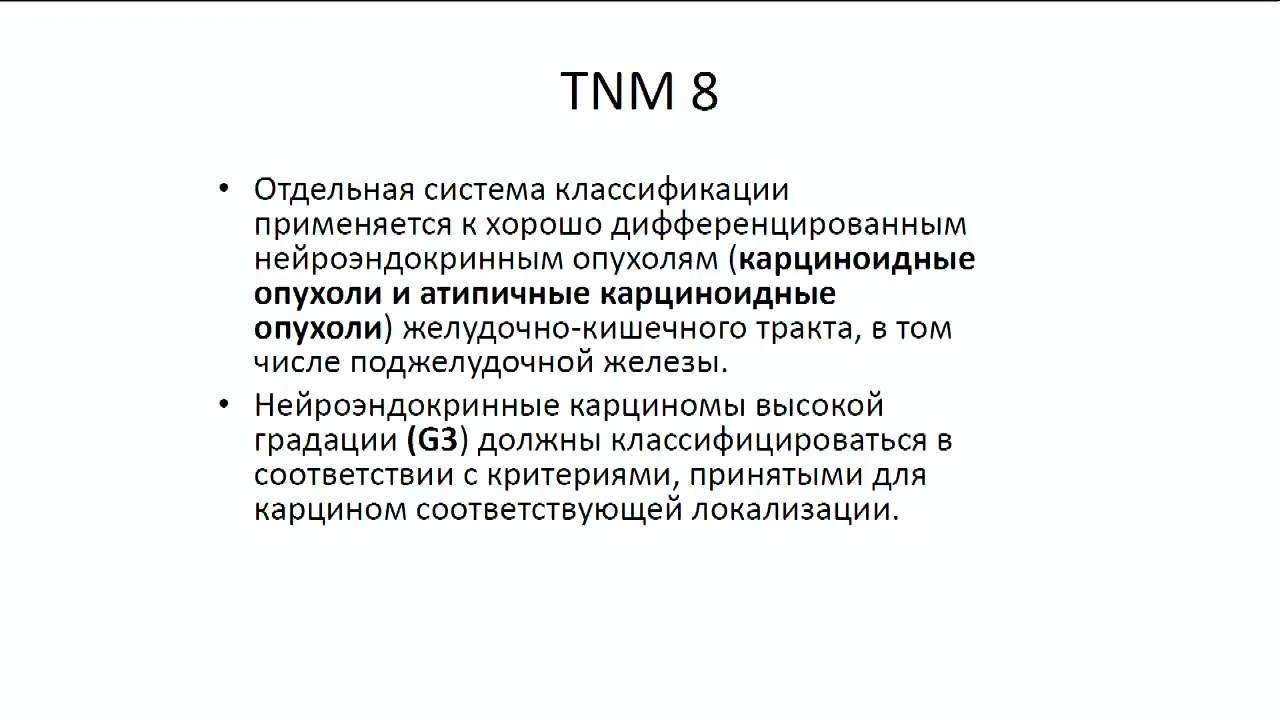 TNM 8
• Отдельная система классификации
применяется к хорошо дифференцированным
нейроэндокринным опухолям (карциноидные
опухоли и атипичные карциноидные
опухоли) желудочно-кишечного тракта, в том
числе поджелудочной железы.
• Нейроэндокринные карциномы высокой
градации (G3) должны классифицироваться в
соответствии с критериями, принятыми для
карцином соответствующей локализации.